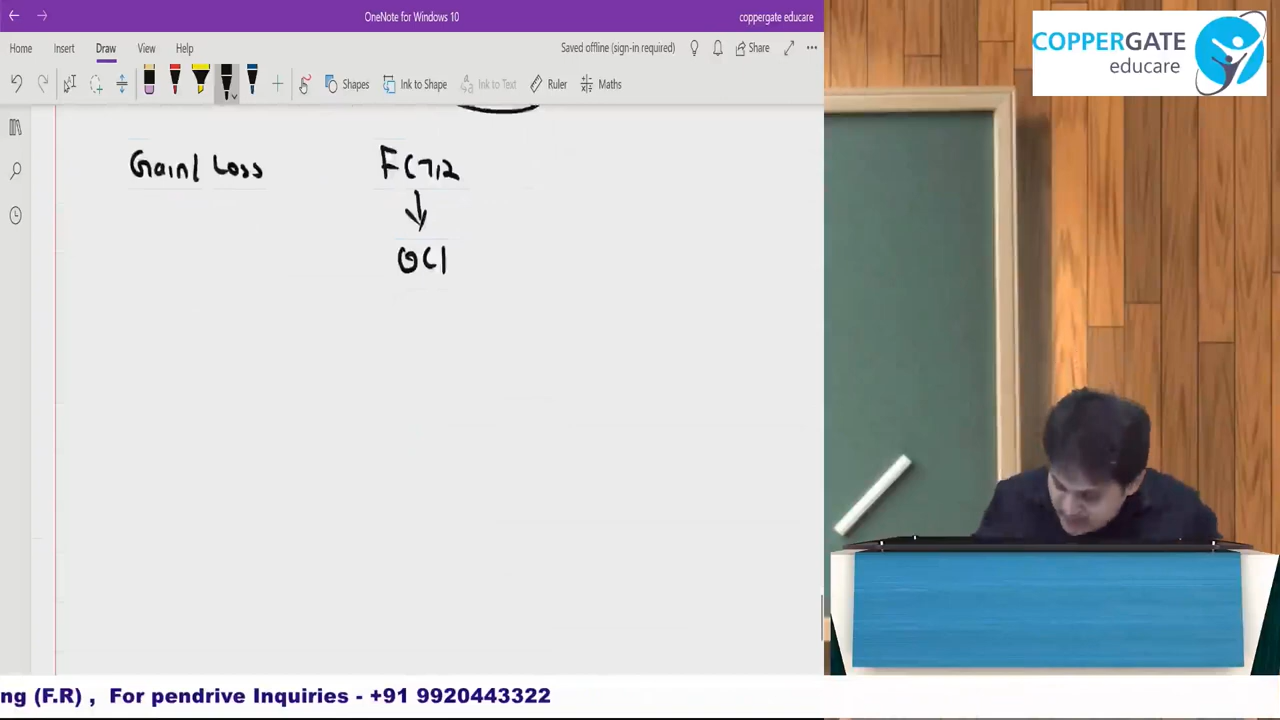 OneNote for Windows 10
coppergate educare
Home Insert Draw View Help
Saved offline (sign-in required)
Share
Shapes
Ink to Shape
Ink to Text
Ruler
Maths
COPPERGATE
educare
Gain/ Loss
FCTR
OCI
ng (F.R) , For pendrive Inquiries - +91 9920443322